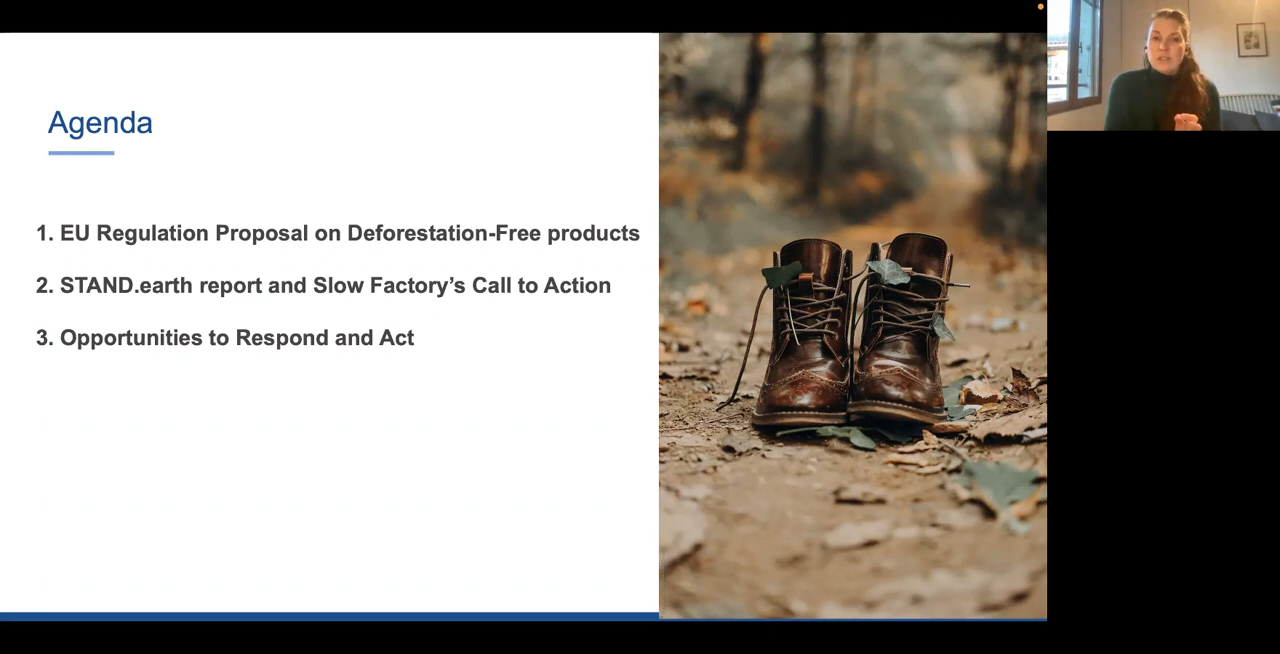 Agenda
1. EU Regulation Proposal on Deforestation-Free products
2. STAND.earth report and Slow Factory’s Call to Action
3. Opportunities to Respond and Act